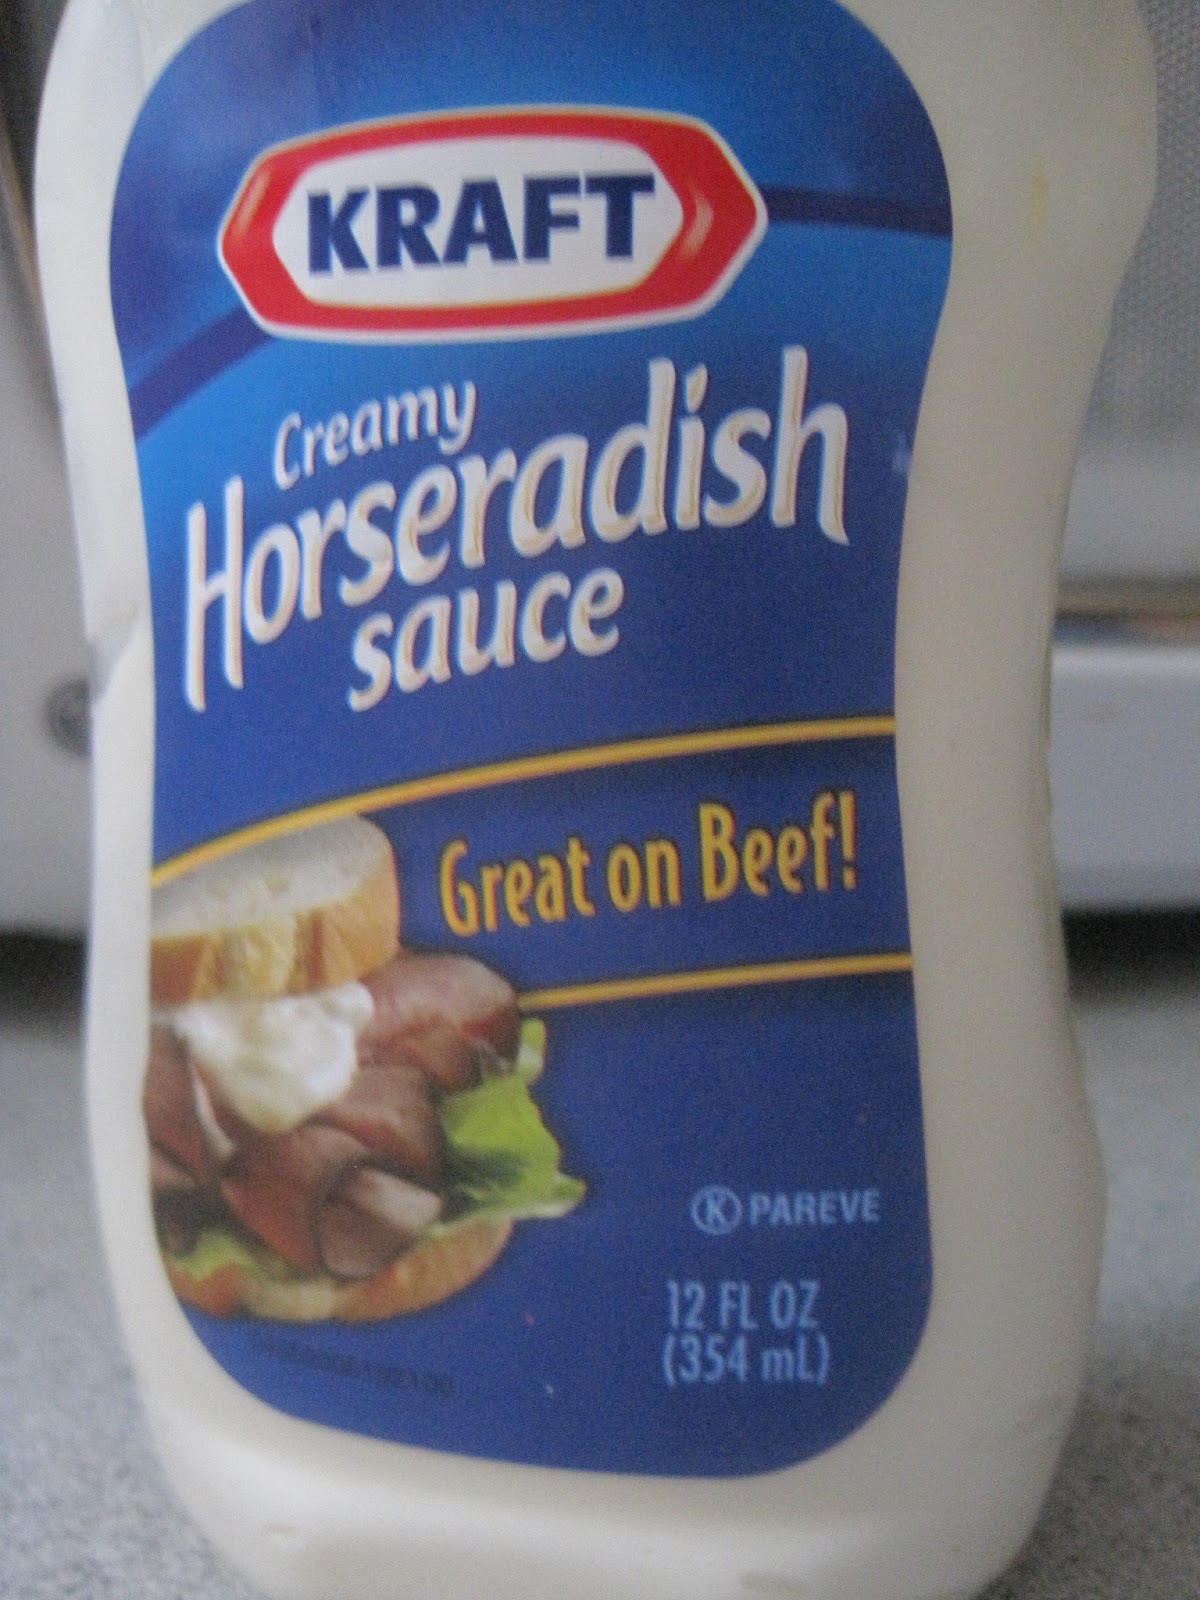 KRAFT
Creamy
Horseradish
sauce
Great on Beef!
K PAREVE
12 FL OZ
(354 mL)